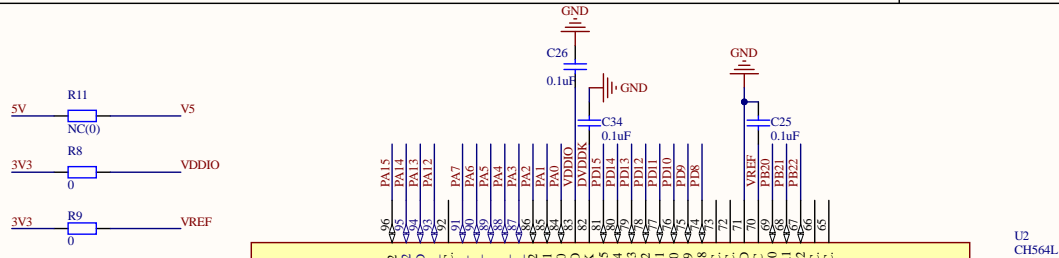 GND
C26
0.1uF
GND
GND
R11
5V
V5
NC(0)
C34
0.1uF
C25
0.1uF
R8
3V3
VDDIO
0
R9
3V3
VREF
0
PA15
PA14
PA13
PA12
PA7
PA6
PA5
PA4
PA3
PA2
PA1
PA0
VDDIO
DVDDK
PD15
PD14
PD13
PD12
PD11
PD10
PD9
PD8
VREF
PB20
PB21
PB22
96
95
94
93
92
91
90
89
88
87
86
85
84
83
82
81
80
79
78
77
76
75
74
73
72
71
70
69
68
67
66
65
U2
CH564L